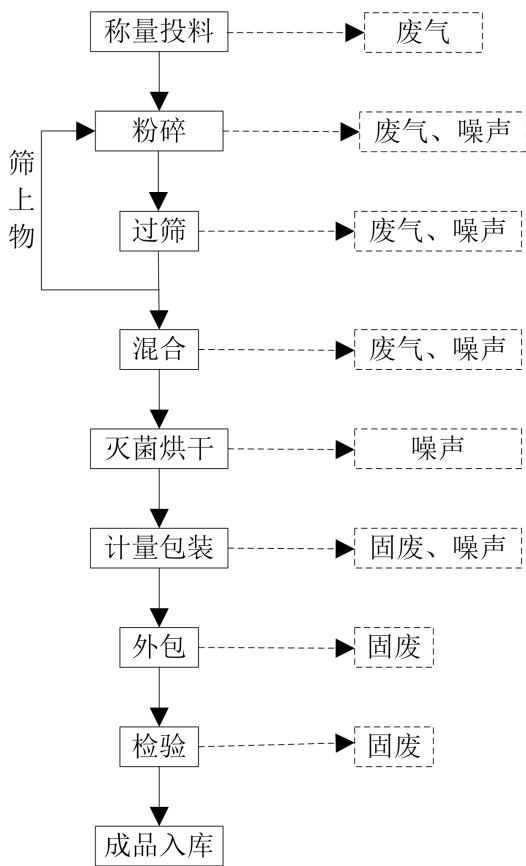 称量投料
废气
粉碎
废气、噪声
筛上物
过筛
废气、噪声
混合
废气、噪声
灭菌烘干
噪声
计量包装
固废、噪声
外包
固废
检验
固废
成品入库